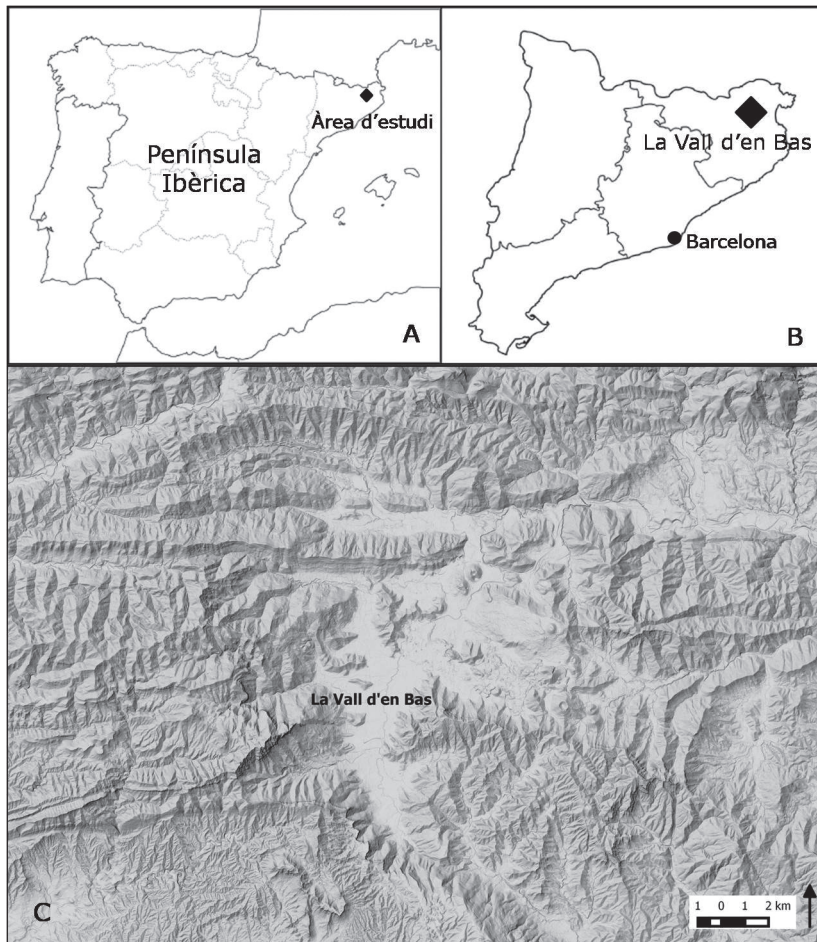 Àrea d'estudi
Península
Ibèrica
A
La Vall d'en Bas
Barcelona
B
La Vall d'en Bas
C
1 0 1 2 km